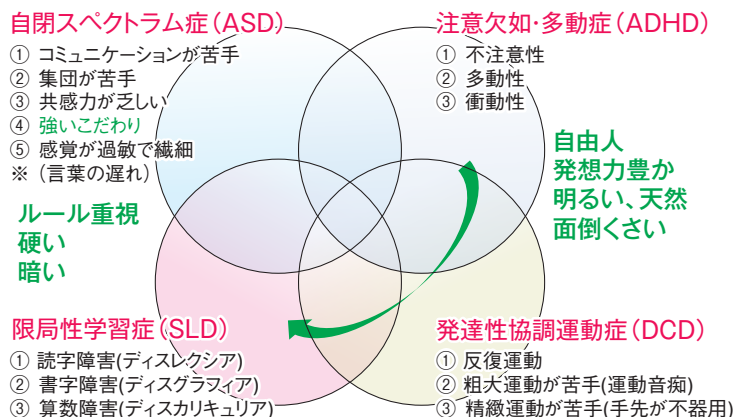 自閉スペクトラム症（ASD）
① コミュニケーションが苦手
② 集団が苦手
③ 共感力が乏しい
④ 強いこだわり
⑤ 感覚が過敏で繊細
※（言葉の遅れ）
ルール重視
硬い
暗い
注意欠如・多動症（ADHD）
① 不注意性
② 多動性
③ 衝動性
自由人
発想力豊か
明るい、天然
面倒くさい
限局性学習症（SLD）
① 読字障害(ディスレクシア)
② 書字障害(ディスグラフィア)
③ 算数障害(ディスカリキュリア)
発達性協調運動症（DCD）
① 反復運動
② 粗大運動が苦手(運動音痴)
③ 精緻運動が苦手(手先が不器用)